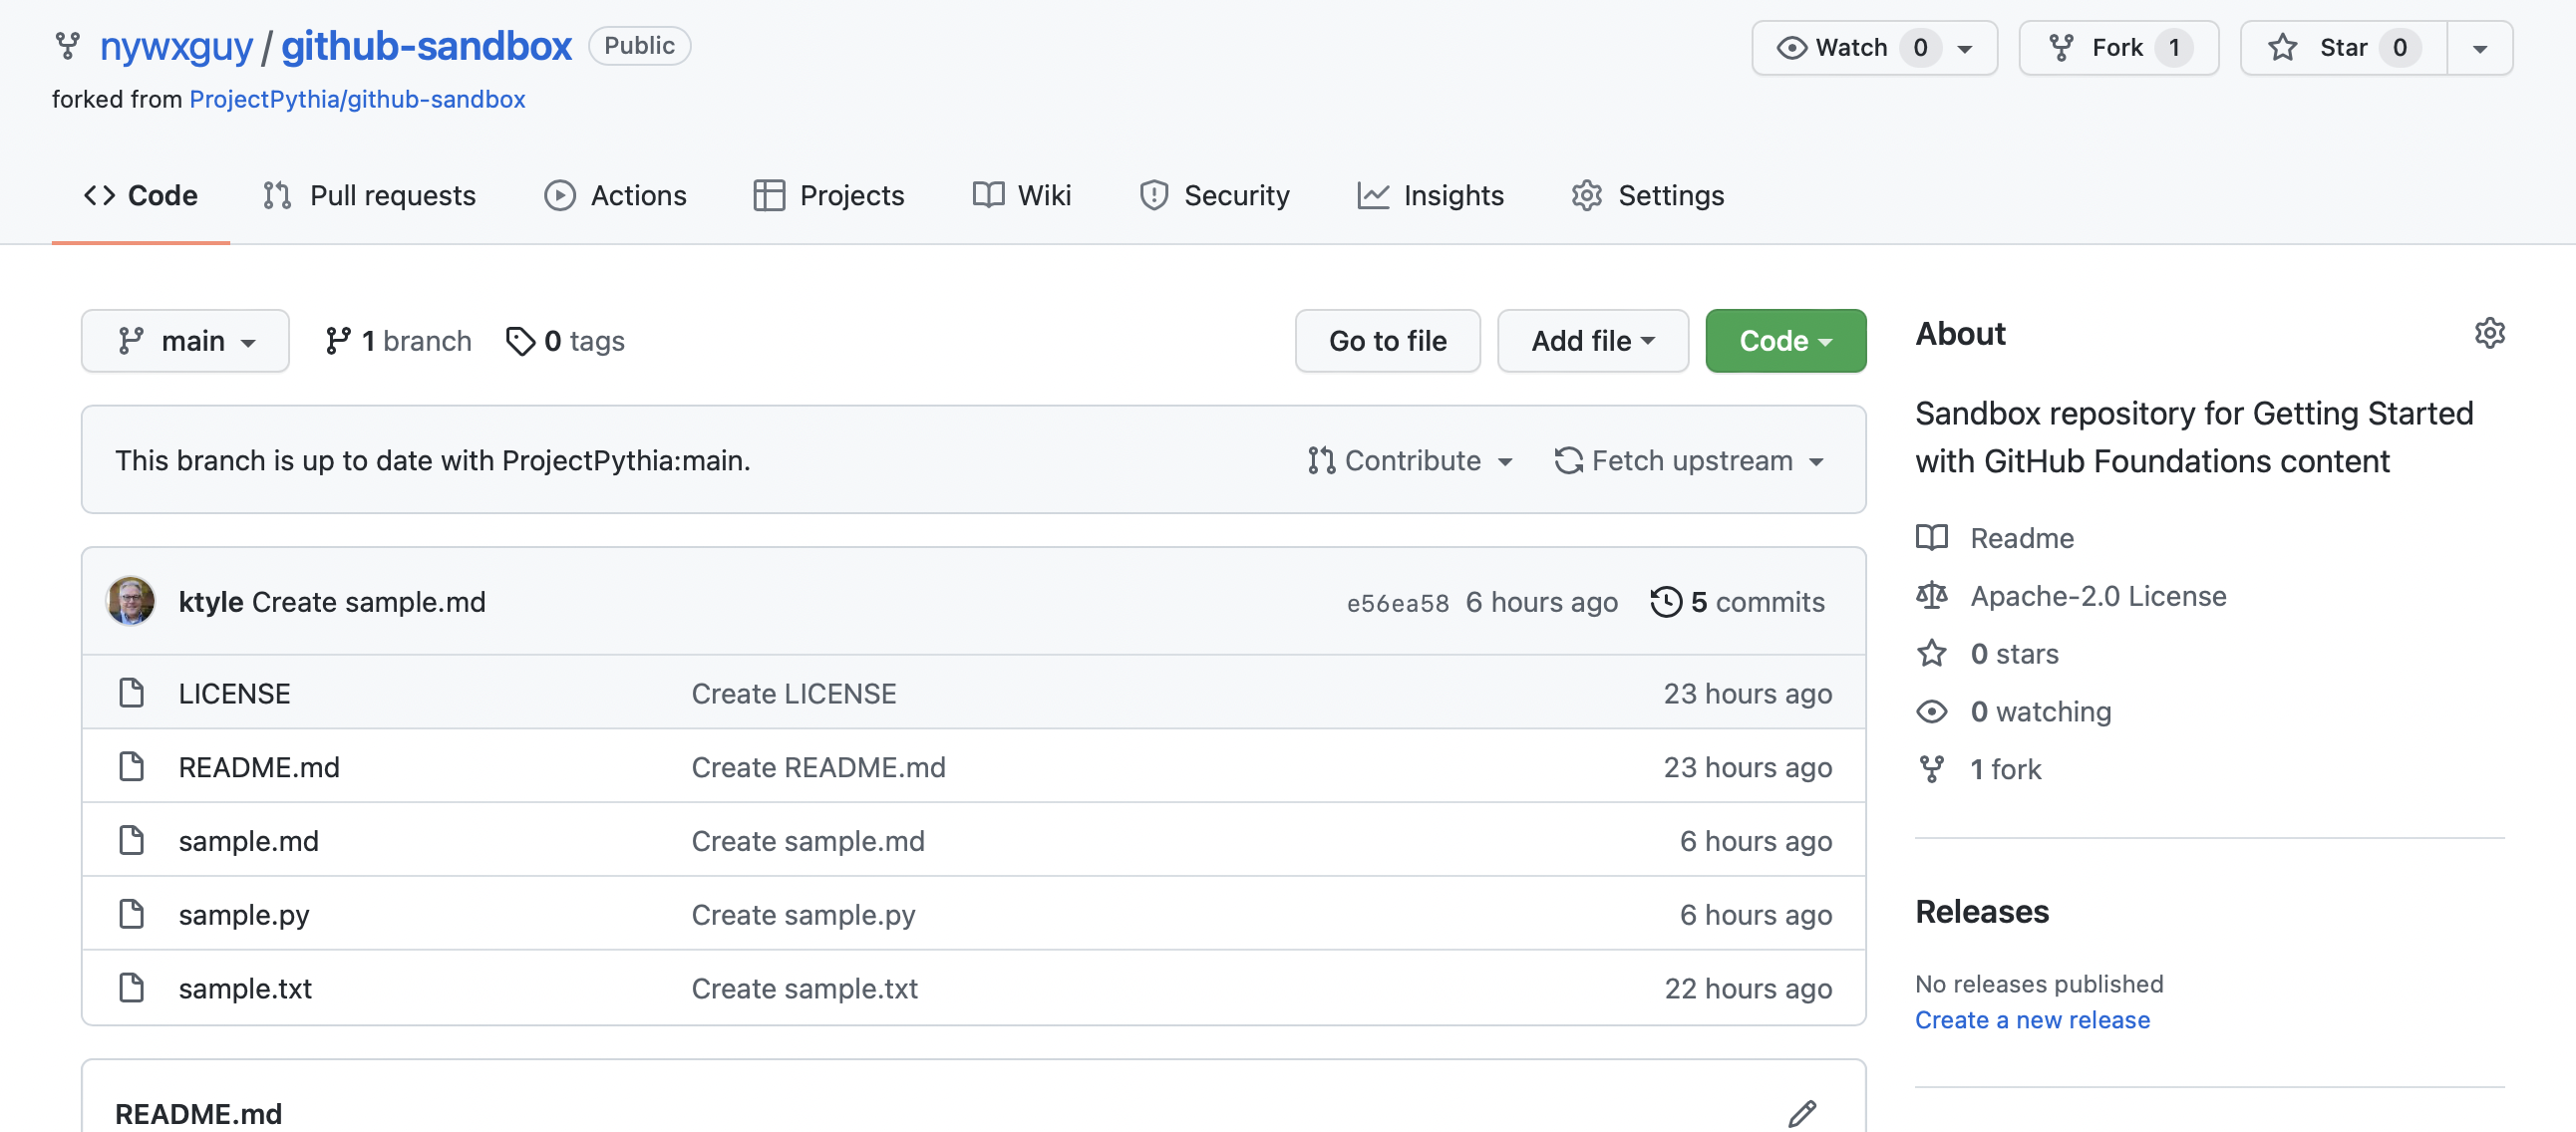 nywxguy / github-sandbox Public
Watch 0 Fork 1 Star 0
forked from ProjectPythia/github-sandbox
Code Pull requests Actions Projects Wiki Security Insights Settings
main 1 branch 0 tags Go to file Add file Code
This branch is up to date with ProjectPythia:main. Contribute Fetch upstream
ktyle Create sample.md e56ea58 6 hours ago 5 commits
LICENSE Create LICENSE 23 hours ago
README.md Create README.md 23 hours ago
sample.md Create sample.md 6 hours ago
sample.py Create sample.py 6 hours ago
sample.txt Create sample.txt 22 hours ago
README.md
About
Sandbox repository for Getting Started
with GitHub Foundations content
Readme
Apache-2.0 License
0 stars
0 watching
1 fork
Releases
No releases published
Create a new release